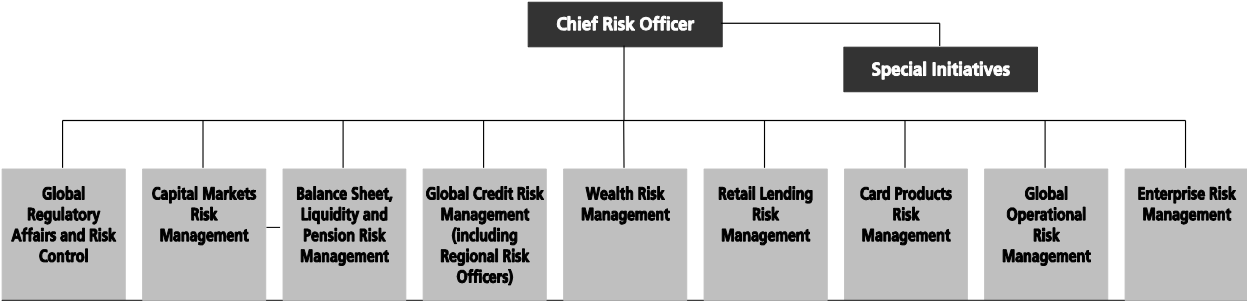 Chief Risk Officer
Special Initiatives
Global
Regulatory
Affairs and Risk
Control
Capital Markets
Risk
Management
Balance Sheet,
Liquidity and
Pension Risk
Management
Global Credit Risk
Management
(including
Regional Risk
Officers)
Wealth Risk
Management
Retail Lending
Risk
Management
Card Products
Risk
Management
Global
Operational
Risk
Management
Enterprise Risk
Management